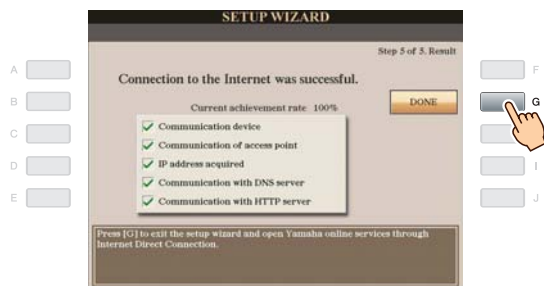 SETUP WIZARD
Step 5 of 5. Result
Connection to the Internet was successful.
Current achievement rate 100%
DONE
Communication device
Communication of access point
IP address acquired
Communication with DNS server
Communication with HTTP server
Press [G] to exit the setup wizard and open Yamaha online services through
Internet Direct Connection.
A
B
C
D
E
F
G
I
J